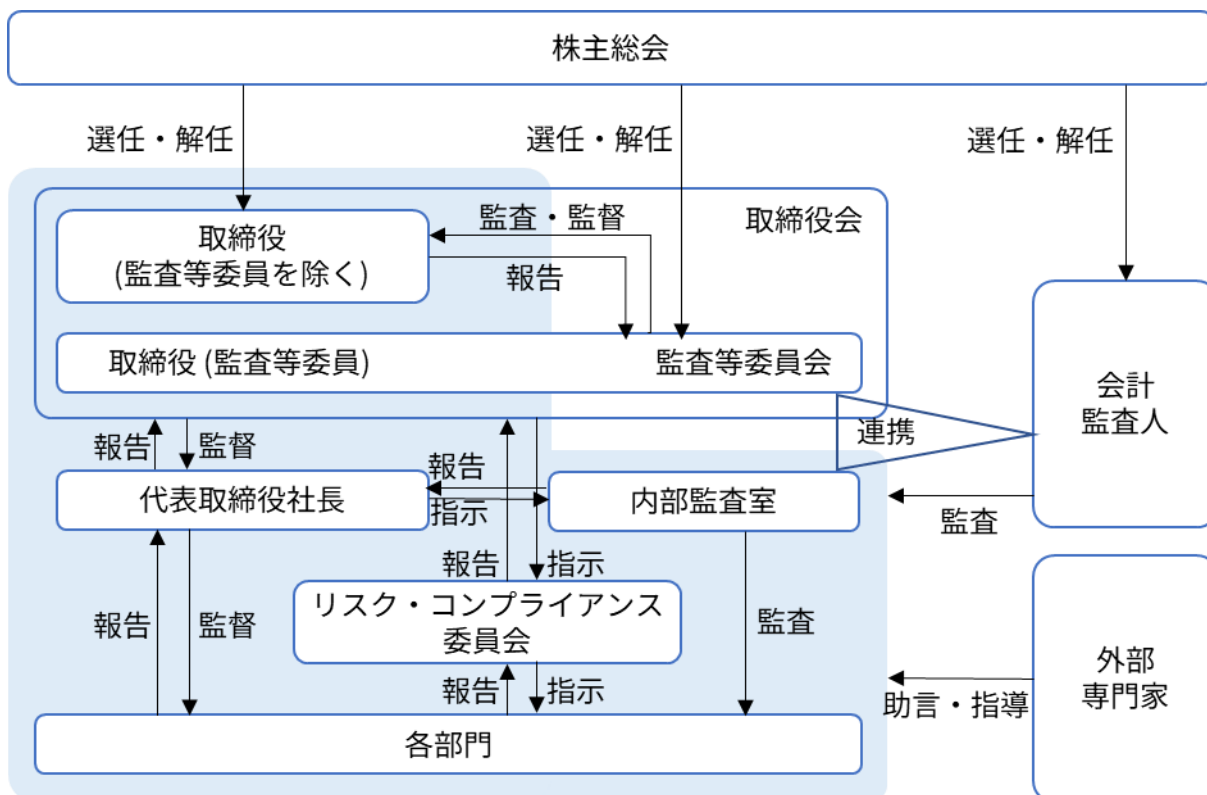 株主総会
選任・解任
選任・解任
選任・解任
取締役会
取締役
(監査等委員を除く)
監査・監督
報告
取締役 (監査等委員)
監査等委員会
会計
監査人
連携
報告
監督
報告
指示
代表取締役社長
内部監査室
監査
報告
指示
リスク・コンプライアンス
委員会
報告
監督
監査
報告
指示
外部
専門家
助言・指導
各部門